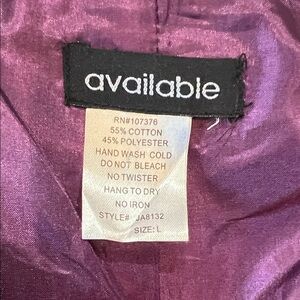 available
RN#107376
55% COTTON
45% POLYESTER
HAND WASH COLD
DO NOT BLEACH
NO TWISTER
HANG TO DRY
NO IRON
STYLE# JA8132
SIZE: L